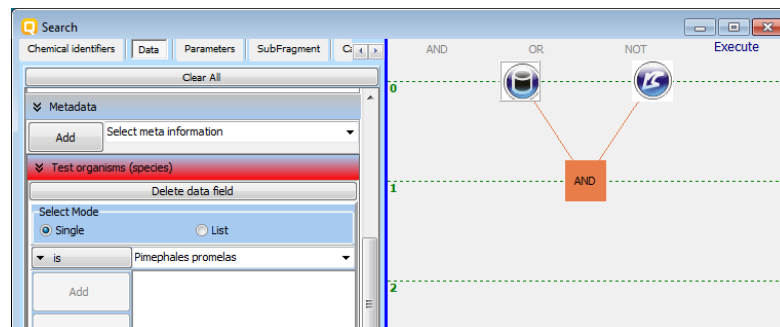 Search
Chemical identifiers Data Parameters SubFragment
AND OR NOT Execute
Clear All
0
Metadata
Add Select meta information
Test organisms (species)
Delete data field
1
AND
Select Mode
Single List
is Pimephales promelas
Add
2